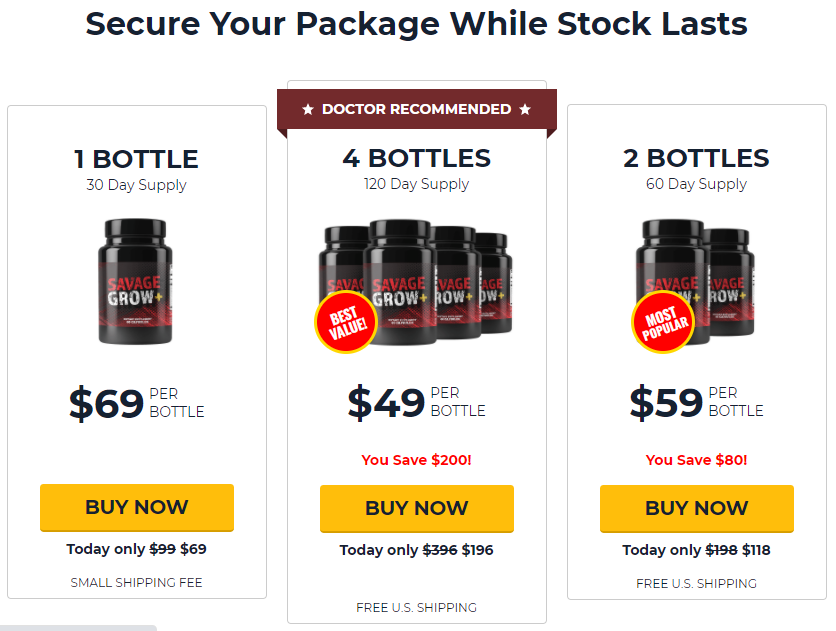 Secure Your Package While Stock Lasts
1 BOTTLE
30 Day Supply
SAVAGE
GROW+
$69 PER
BOTTLE
BUY NOW
Today only $99 $69
SMALL SHIPPING FEE
★ DOCTOR RECOMMENDED ★
4 BOTTLES
120 Day Supply
SAVAGE
GROW+
BEST
VALUE!
$49 PER
BOTTLE
You Save $200!
BUY NOW
Today only $396 $196
FREE U.S. SHIPPING
2 BOTTLES
60 Day Supply
MOST
POPULAR
$59 PER
BOTTLE
You Save $80!
BUY NOW
Today only $198 $118
FREE U.S. SHIPPING